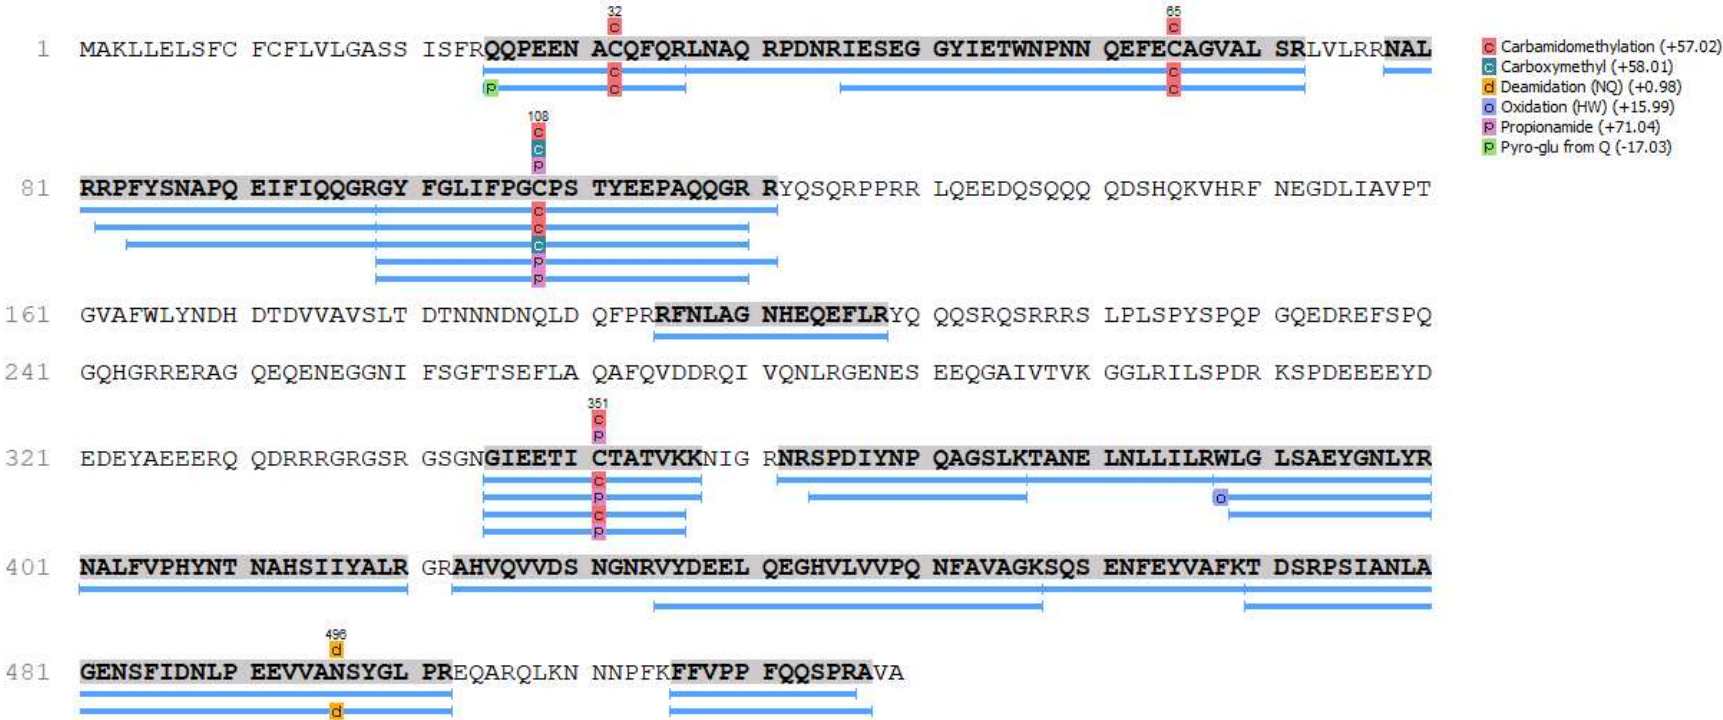 32 65
c c
1 MAKLLELSFC FCFLVLGASS ISFRQQPEEN ACQFQRLNAQ RPDNRIESEG GYIETWNPNN QEFECAGVAL SRLVLRRNAL
c c
p c c
c Carbamidomethylation (+57.02)
c Carboxymethyl (+58.01)
d Deamidation (NQ) (+0.98)
o Oxidation (HW) (+15.99)
p Propionamide (+71.04)
p Pyro-glu from Q (-17.03)
108
c
c
p
81 RRPFYSNAPQ EIFIQQGRGY FGLIFPGCPS TYEEPAQQGR RYQSQRPPRR LQEEDQSQQQ QDSHQKVHRF NEGDLIAVPT
c
c
c
p
p
161 GVAFWLYNDH DTDVVAVSLT DTNNNDNQLD QFPRRFNLAG NHEQEFLRYQ QQSRQSRRRS LPLSPYSPQP GQEDREFSPQ
241 GQHGRRERAG QEQENEGGNI FSGFTSEFLA QAFQVDDRQI VQNLRGENES EEQGAIVTVK GGLRILSPDR KSPDEEEEYD
351
c
p
321 EDEYAEEERQ QDRRRGRGSR GSGNGIEETI CTATVKKNIG RNRSPDIYNP QAGSLKTANE LNLLILRWLG LSAEYGNLYR
c
p o
c
p
401 NALFVPHYNT NAHSIIYALR GRAHVQVVDS NGNRVYDEEL QEGHVLVVPQ NFAVAGKSQS ENFEYVAFKT DSRPSIANLA
496
d
481 GENSFIDNLP EEVVANSYGL PREQARQLKN NNPFKFFVPP FQQSPRAVA
d